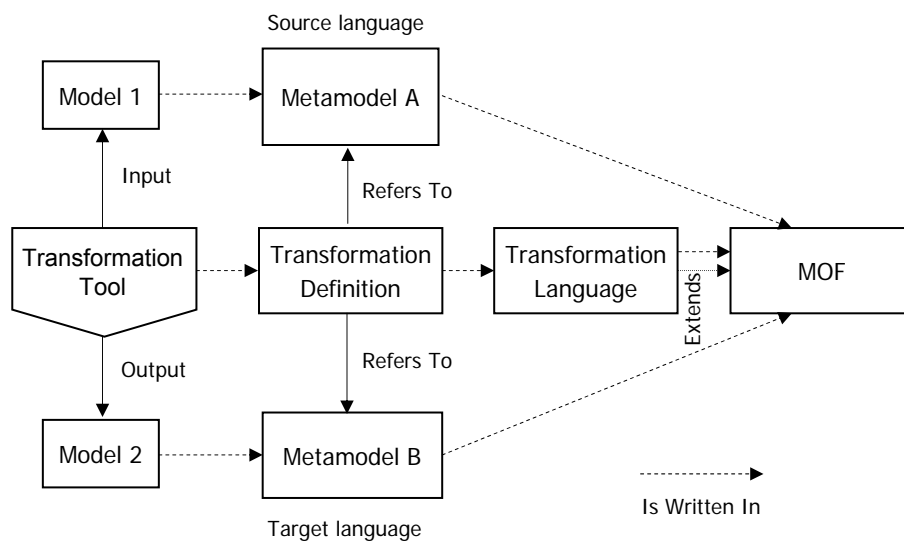 Source language
Model 1
Metamodel A
Input
Refers To
Transformation
Tool
Transformation
Definition
Transformation
Language
Extends
MOF
Output
Refers To
Model 2
Metamodel B
Is Written In
Target language